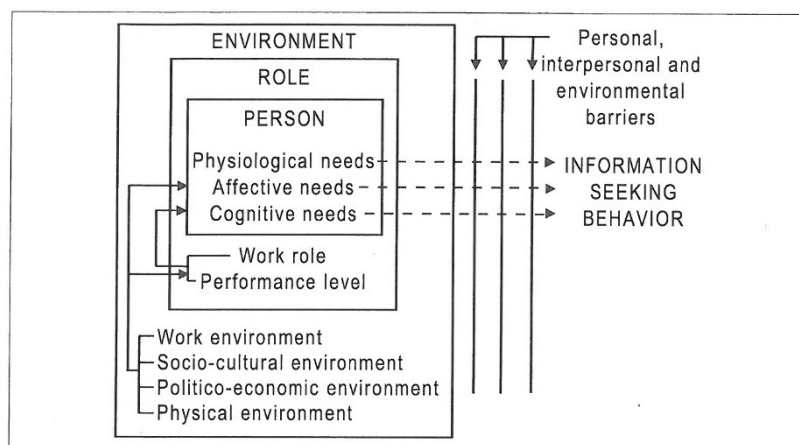 ENVIRONMENT
ROLE
PERSON
Physiological needs
Affective needs
Cognitive needs
Work role
Performance level
Work environment
Socio-cultural environment
Politico-economic environment
Physical environment
Personal,
interpersonal and
environmental
barriers
INFORMATION
SEEKING
BEHAVIOR